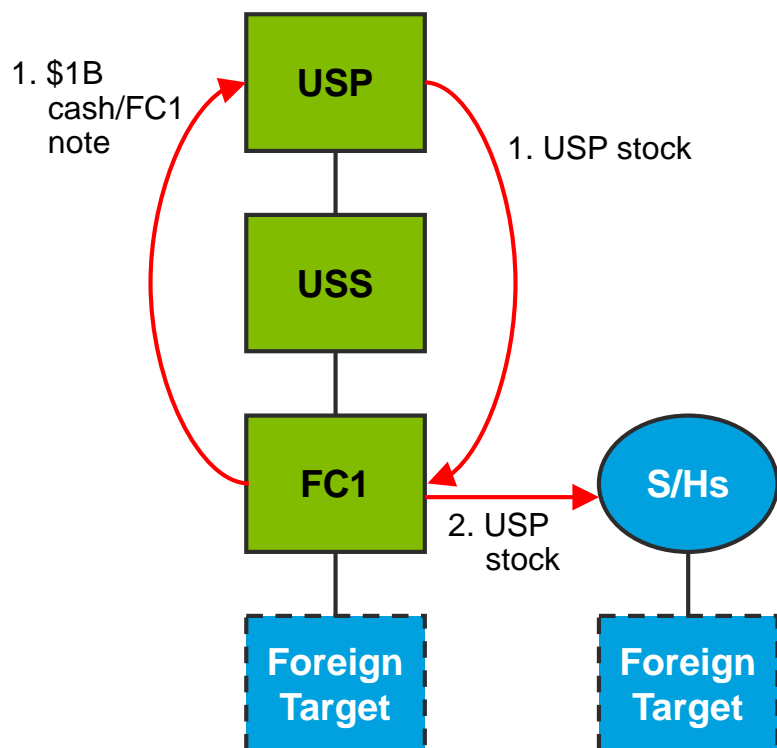 USP
1. $1B
cash/FC1
note
1. USP stock
USS
FC1
S/Hs
2. USP
stock
Foreign
Target
Foreign
Target